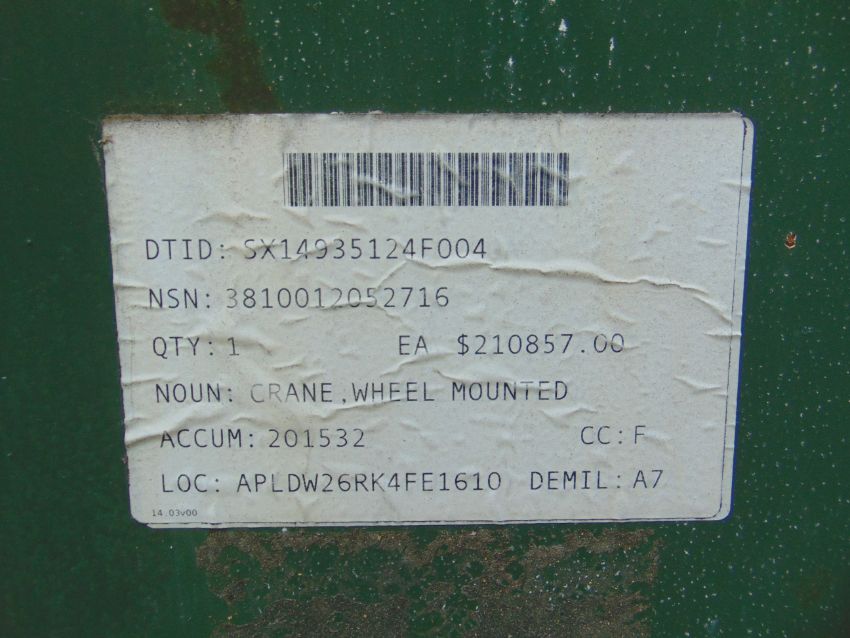 DTID: SX14935124F004
NSN: 3810012052716
QTY: 1 EA $210857.00
NOUN: CRANE,WHEEL MOUNTED
ACCUM: 201532 CC: F
LOC: APLDW26RK4FE1610 DEMIL: A7
14.03v00